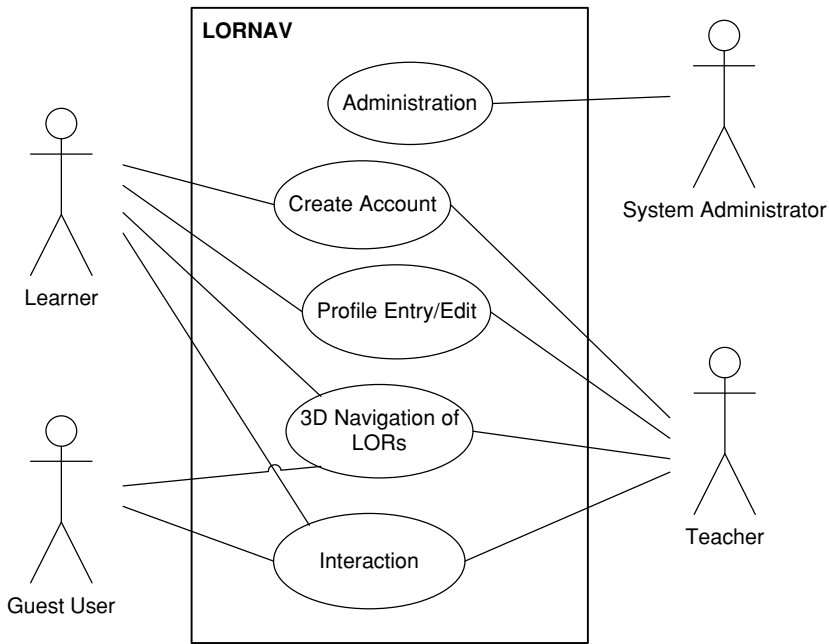 LORNAV
Administration
System Administrator
Create Account
Learner
Profile Entry/Edit
3D Navigation of
LORs
Teacher
Interaction
Guest User